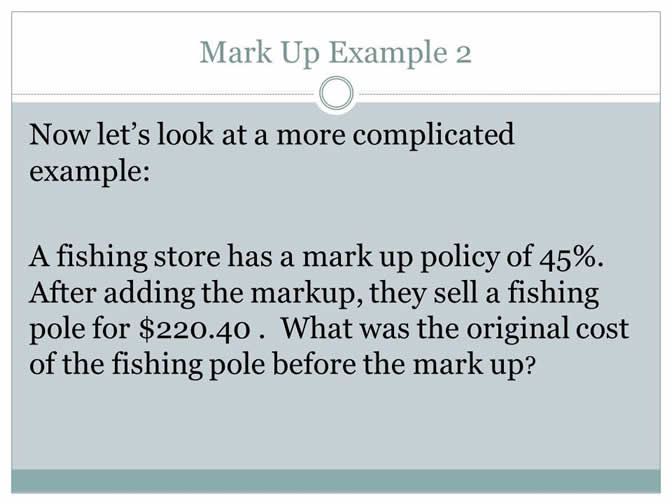 Mark Up Example 2
Now let’s look at a more complicated
example:
A fishing store has a mark up policy of 45%.
After adding the markup, they sell a fishing
pole for $220.40 .  What was the original cost
of the fishing pole before the mark up?